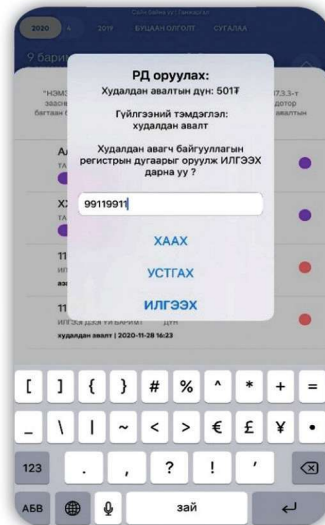 2020
2019
БУЦААН ОЛГОЛТ
СУГАЛАА
РД оруулах:
Худалдан авалтын дүн: 501₮
Гүйлгээний тэмдэглэл:
худалдан авалт
Худалдан авагч байгууллагын
регистрын дугаарыг оруулж ИЛГЭЭХ
дарна уу ?
99119911
ХААХ
УСТГАХ
ИЛГЭЭХ
худалдан авалт | 2020-11-28 16:23
[ ] { } # % ^ * + =
_ \ | ~ < > € £ ¥ •
123 . , ? ! ′
АБВ зай